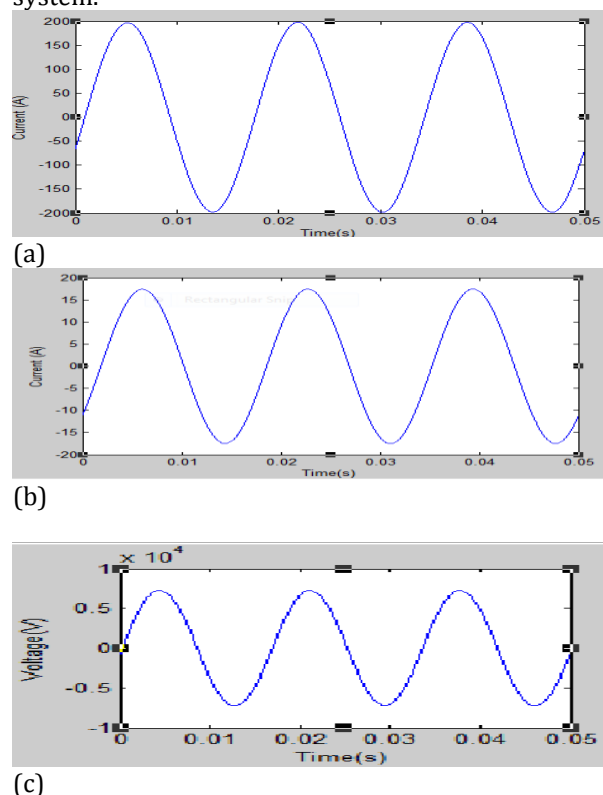 system.
200
150
100
50
0
-50
-100
-150
-200
Current (A)
0 0.01 0.02 0.03 0.04 0.05
Time(s)
(a)
20
15
10
5
0
-5
-10
-15
-20
Current (A)
Rectangular Snip
0 0.01 0.02 0.03 0.04 0.05
Time(s)
(b)
x 10^4
1
0.5
0
-0.5
-1
Voltage(V)
0 0.01 0.02 0.03 0.04 0.05
Time(s)
(c)